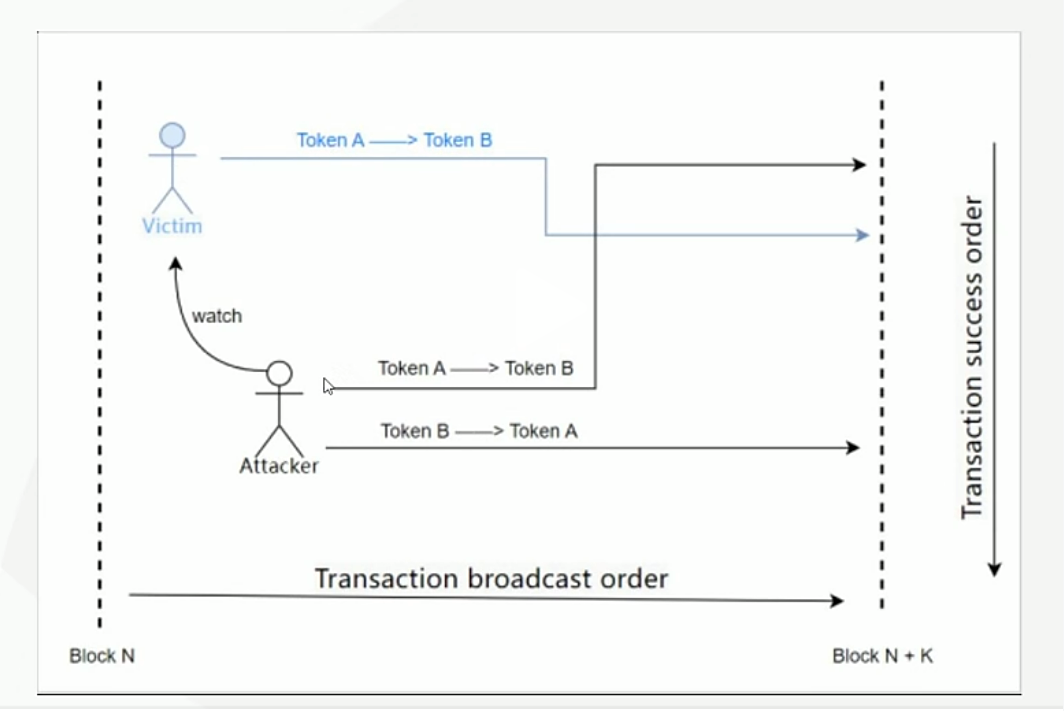 Token A ——> Token B
Victim
watch
Token A ——> Token B
Token B ——> Token A
Attacker
Transaction success order
Transaction broadcast order
Block N
Block N + K